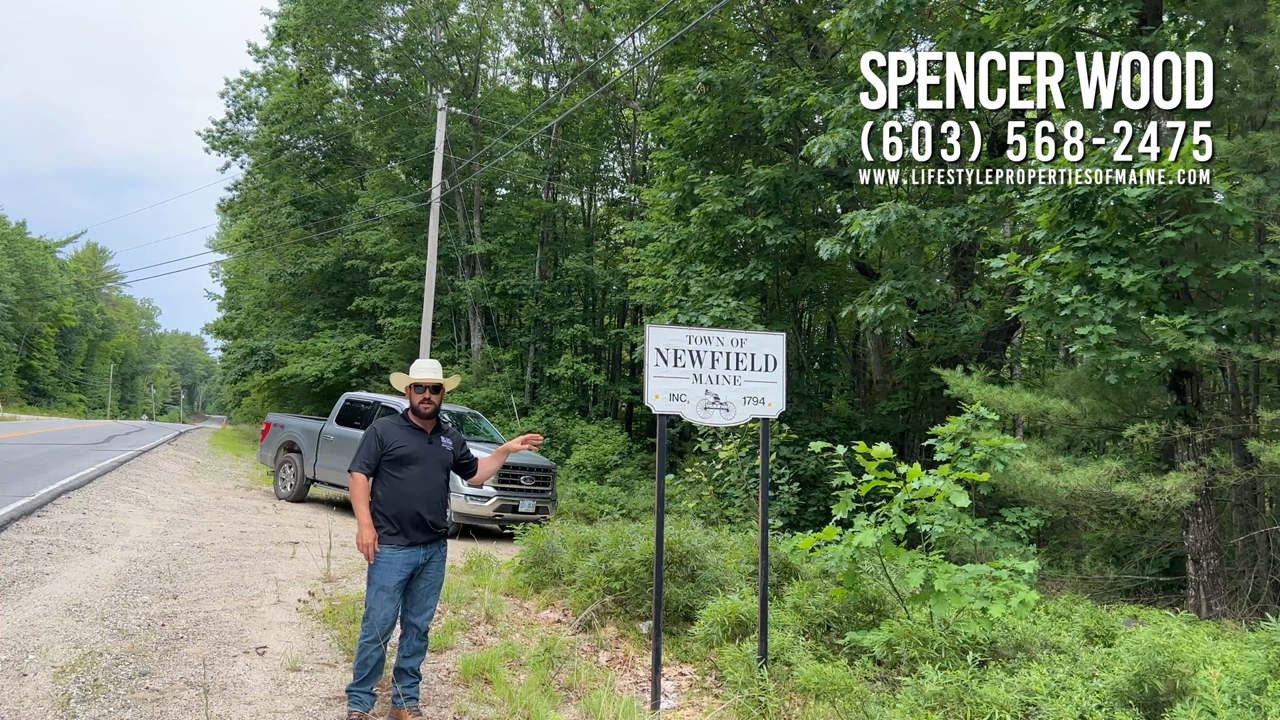 SPENCER WOOD
(603) 568-2475
WWW.LIFESTYLEPROPERTIESOFMAINE.COM
TOWN OF
NEWFIELD
MAINE
INC. 1794